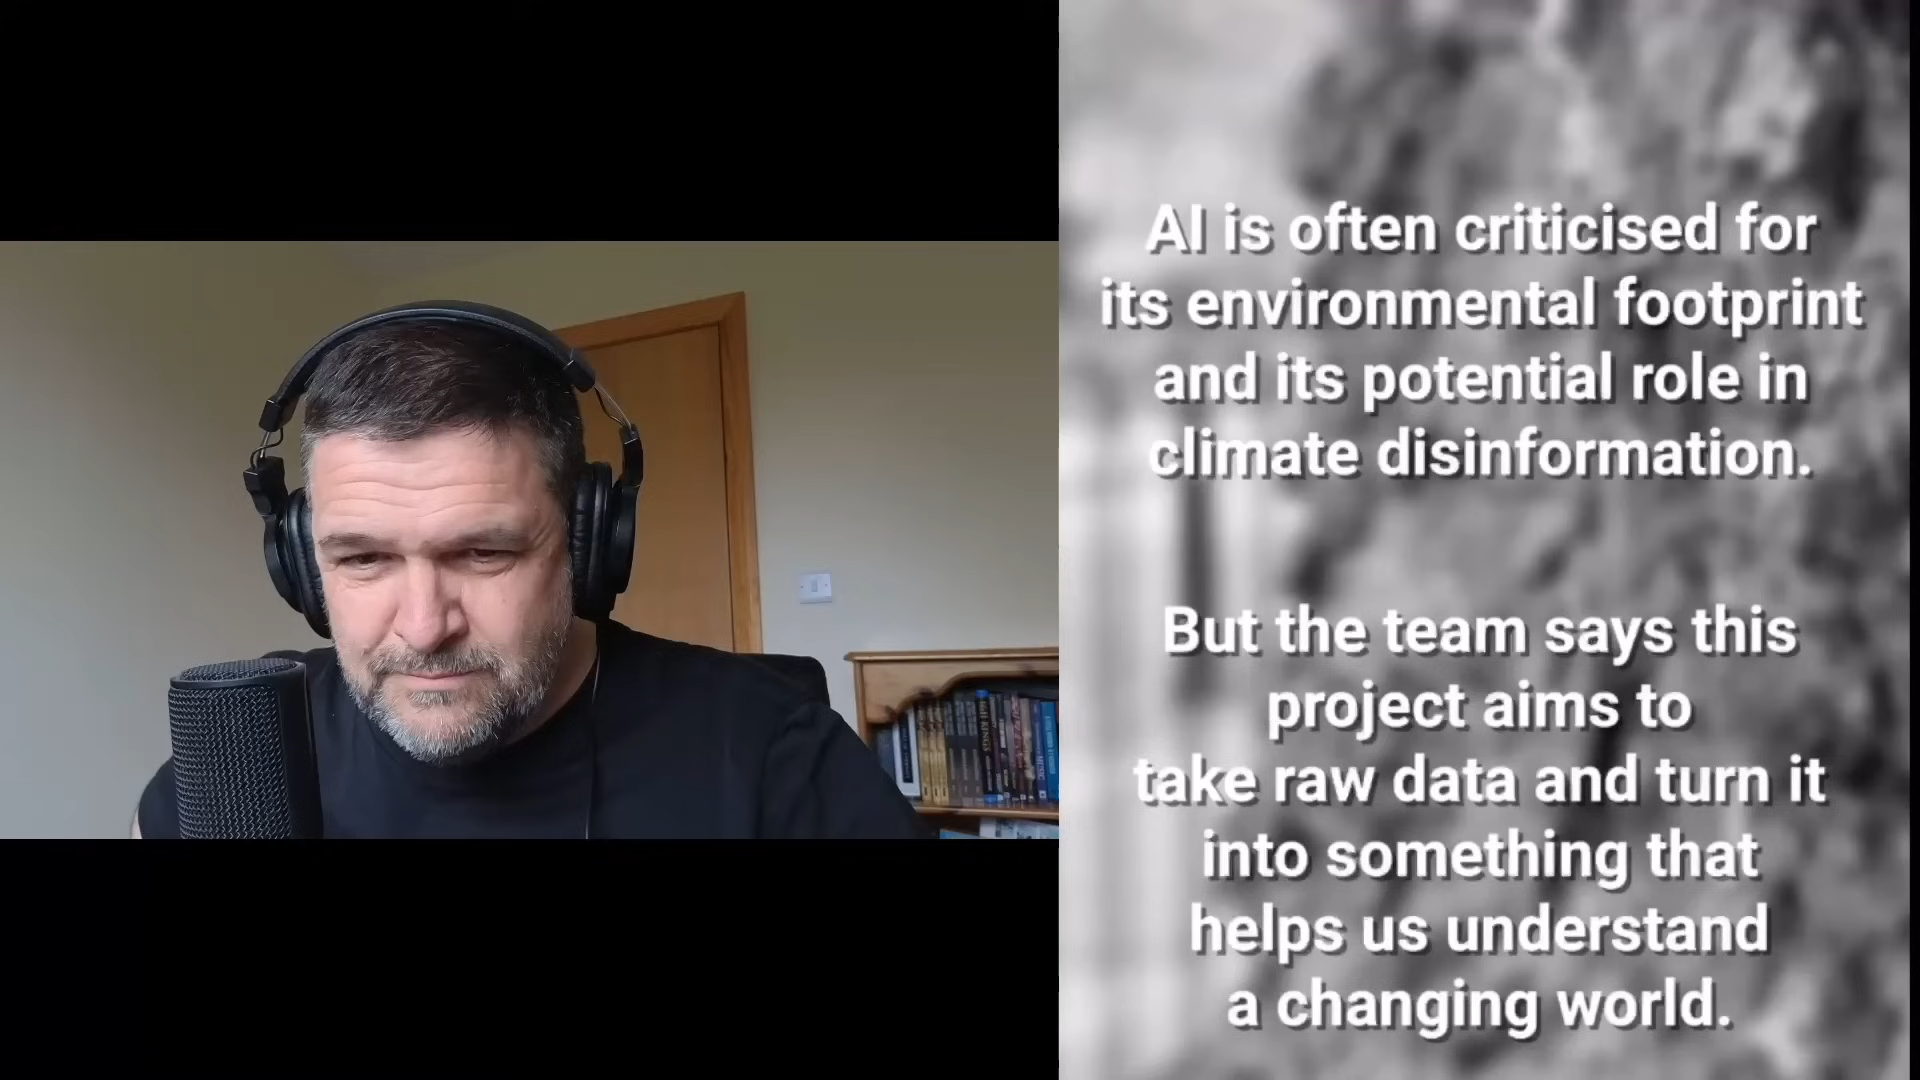 AI is often criticised for
its environmental footprint
and its potential role in
climate disinformation.
But the team says this
project aims to
take raw data and turn it
into something that
helps us understand
a changing world.